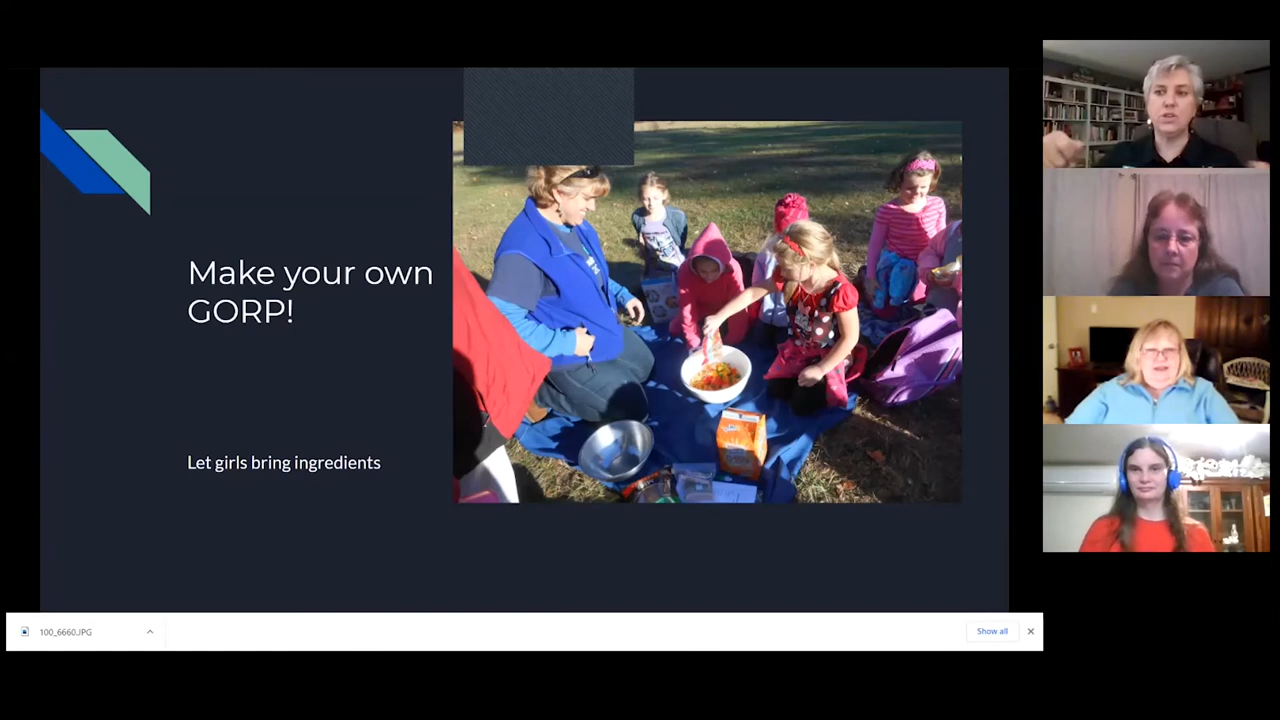 Make your own
GORP!
Let girls bring ingredients
100_6660.JPG
Show all